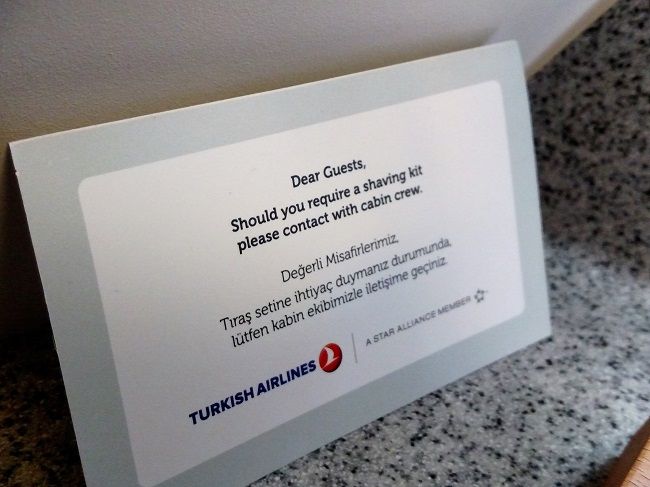 Dear Guests,
Should you require a shaving kit
please contact with cabin crew.
Değerli Misafirlerimiz,
Tıraş setine ihtiyaç duymanız durumunda,
lütfen kabin ekibimizle iletişime geçiniz.
TURKISH AIRLINES
A STAR ALLIANCE MEMBER